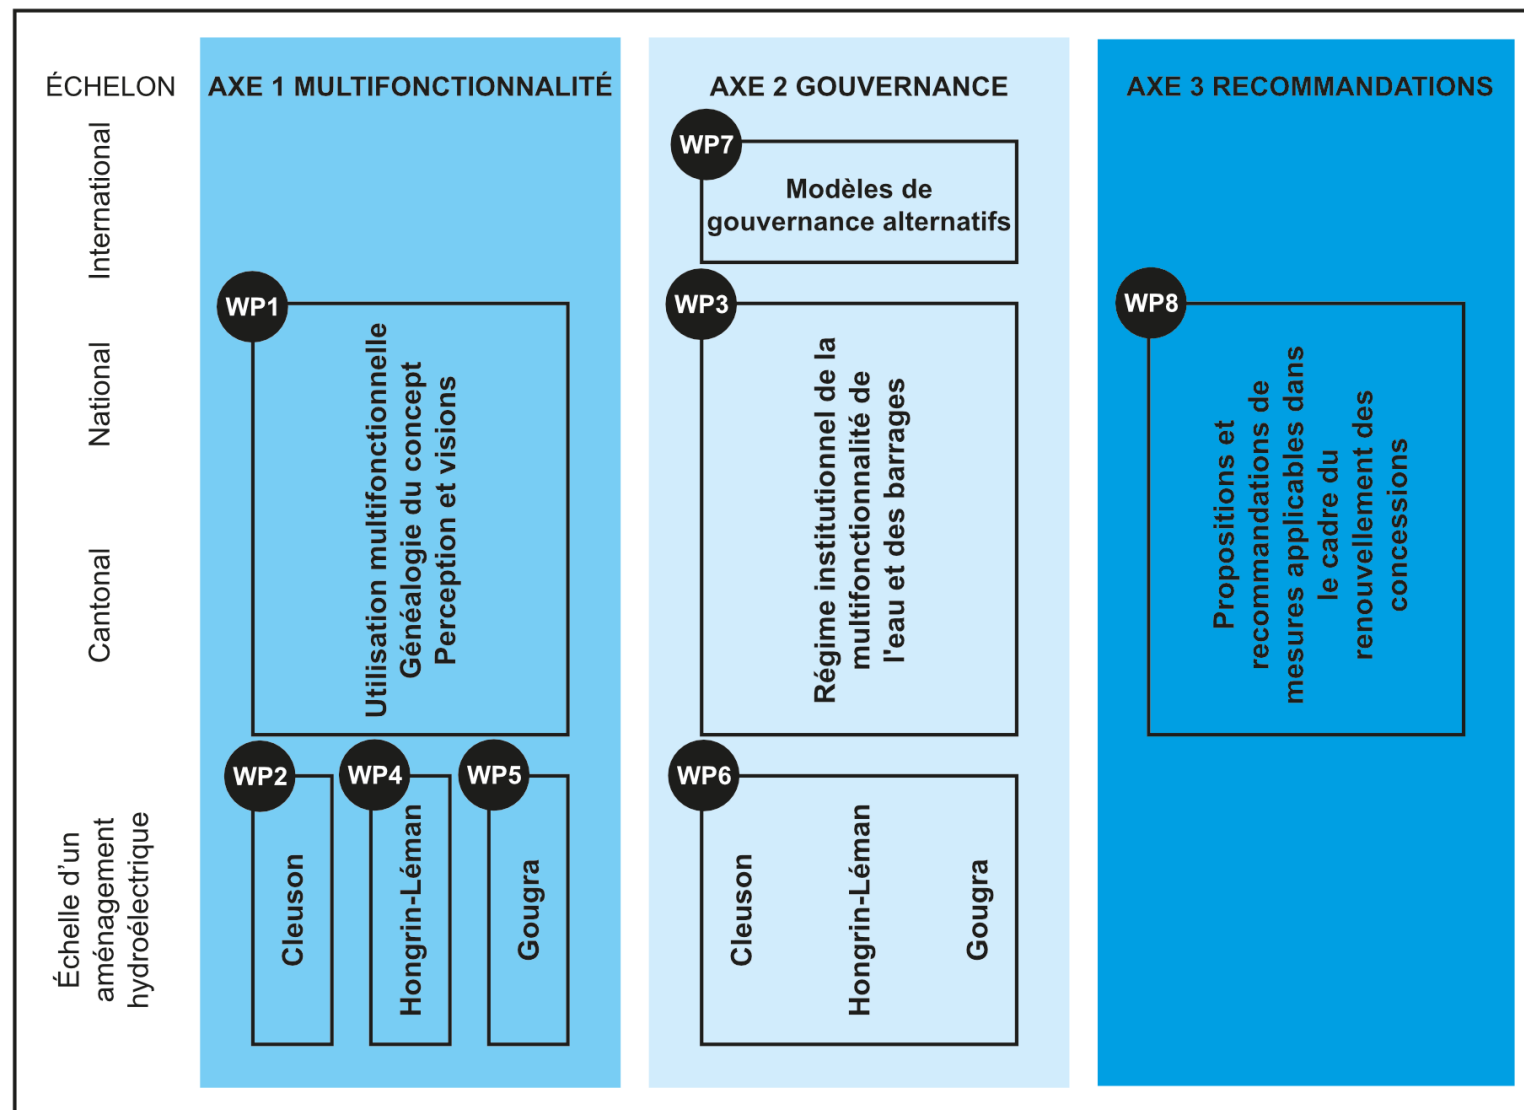 ÉCHELON
AXE 1 MULTIFONCTIONNALITÉ
AXE 2 GOUVERNANCE
AXE 3 RECOMMANDATIONS
International
National
Cantonal
Échelle d’un
aménagement
hydroélectrique
WP1
Utilisation multifonctionnelle
Généalogie du concept
Perception et visions
WP2
Cleuson
WP4
Hongrin-Léman
WP5
Gougra
WP7
Modèles de
gouvernance alternatifs
WP3
Régime institutionnel de la
multifonctionnalité de
l'eau et des barrages
WP6
Cleuson
Hongrin-Léman
Gougra
WP8
Propositions et
recommandations de
mesures applicables dans
le cadre du
renouvellement des
concessions